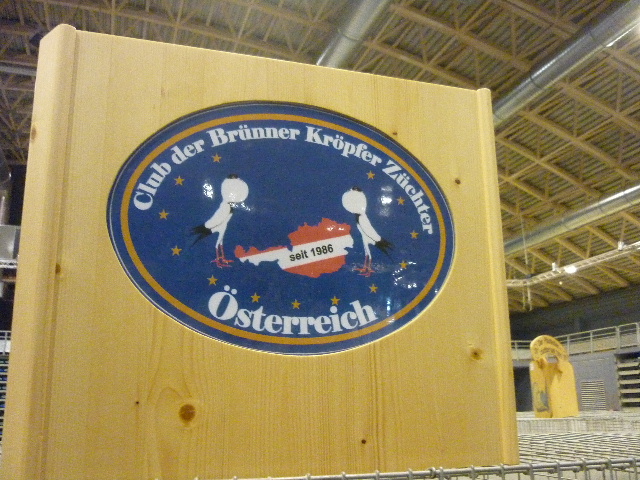 Club der Brünner Kröpfer Züchter
seit 1986
Österreich